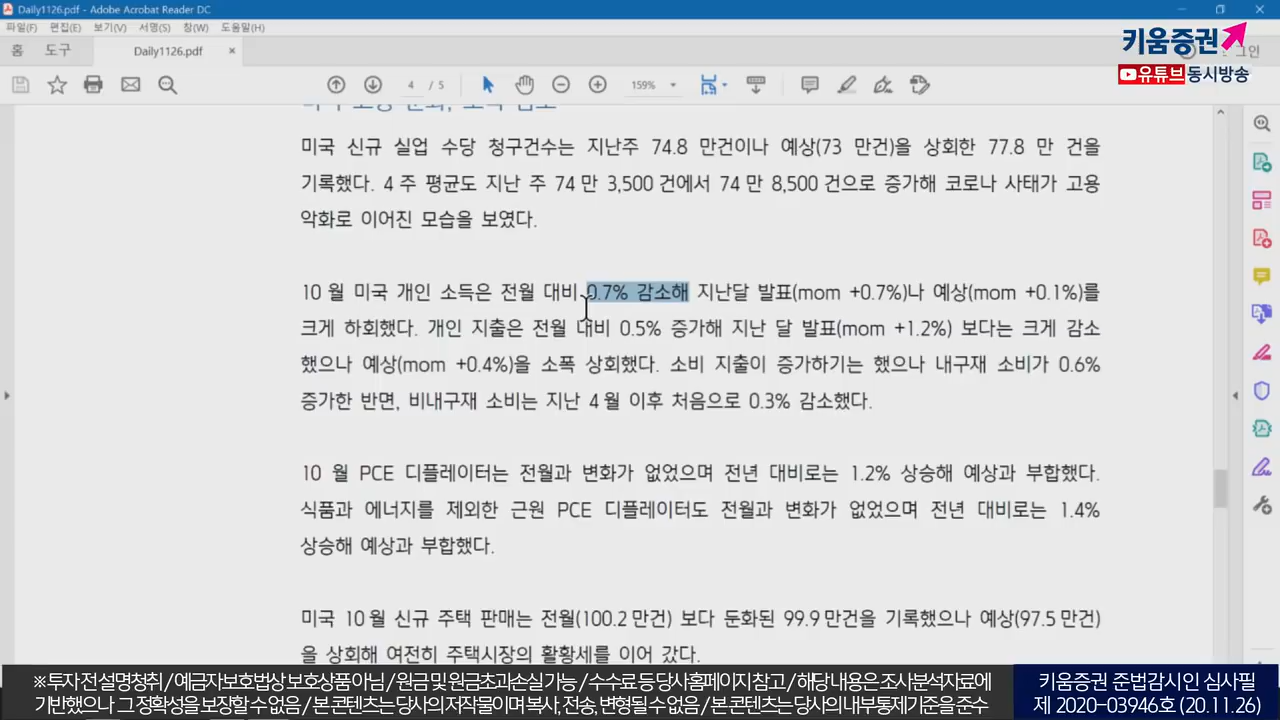 Daily1126.pdf - Adobe Acrobat Reader DC
파일(F) 편집(E) 보기(V) 서명(S) 창(W) 도움말(H)
홈 도구 Daily1126.pdf ×
키움증권
유튜브 동시방송
4 / 5 159%
미국 신규 실업 수당 청구건수는 지난주 74.8 만건이나 예상(73 만건)을 상회한 77.8 만 건을
기록했다. 4 주 평균도 지난 주 74 만 3,500 건에서 74 만 8,500 건으로 증가해 코로나 사태가 고용
악화로 이어진 모습을 보였다.
10 월 미국 개인 소득은 전월 대비 0.7% 감소해 지난달 발표(mom +0.7%)나 예상(mom +0.1%)를
크게 하회했다. 개인 지출은 전월 대비 0.5% 증가해 지난 달 발표(mom +1.2%) 보다는 크게 감소
했으나 예상(mom +0.4%)을 소폭 상회했다. 소비 지출이 증가하기는 했으나 내구재 소비가 0.6%
증가한 반면, 비내구재 소비는 지난 4 월 이후 처음으로 0.3% 감소했다.
10 월 PCE 디플레이터는 전월과 변화가 없었으며 전년 대비로는 1.2% 상승해 예상과 부합했다.
식품과 에너지를 제외한 근원 PCE 디플레이터도 전월과 변화가 없었으며 전년 대비로는 1.4%
상승해 예상과 부합했다.
미국 10 월 신규 주택 판매는 전월(100.2 만건) 보다 둔화된 99.9 만건을 기록했으나 예상(97.5 만건)
을 상회해 여전히 주택시장의 활황세를 이어 갔다.
※ 투자 전 설명청취 / 예금자보호법상 보호상품 아님 / 원금 및 원금초과손실 가능 / 수수료 등 당사홈페이지 참고 / 해당 내용은 조사분석자료에
기반했으나 그 정확성을 보장할 수 없음 / 본 콘텐츠는 당사의 저작물이며 복사, 전송, 변형될 수 없음 / 본 콘텐츠는 당사의 내부통제기준을 준수
키움증권 준법감시인 심사필
제 2020-03946호 (20.11.26)